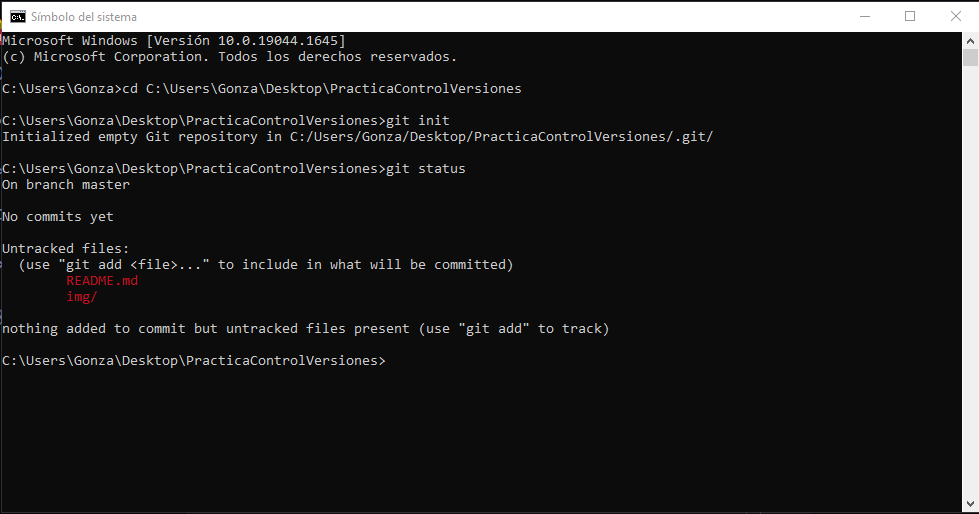 Símbolo del sistema
Microsoft Windows [Versión 10.0.19044.1645]
(c) Microsoft Corporation. Todos los derechos reservados.
C:\Users\Gonza>cd C:\Users\Gonza\Desktop\PracticaControlVersiones
C:\Users\Gonza\Desktop\PracticaControlVersiones>git init
Initialized empty Git repository in C:/Users/Gonza/Desktop/PracticaControlVersiones/.git/
C:\Users\Gonza\Desktop\PracticaControlVersiones>git status
On branch master
No commits yet
Untracked files:
  (use "git add <file>..." to include in what will be committed)
        README.md
        img/
nothing added to commit but untracked files present (use "git add" to track)
C:\Users\Gonza\Desktop\PracticaControlVersiones>